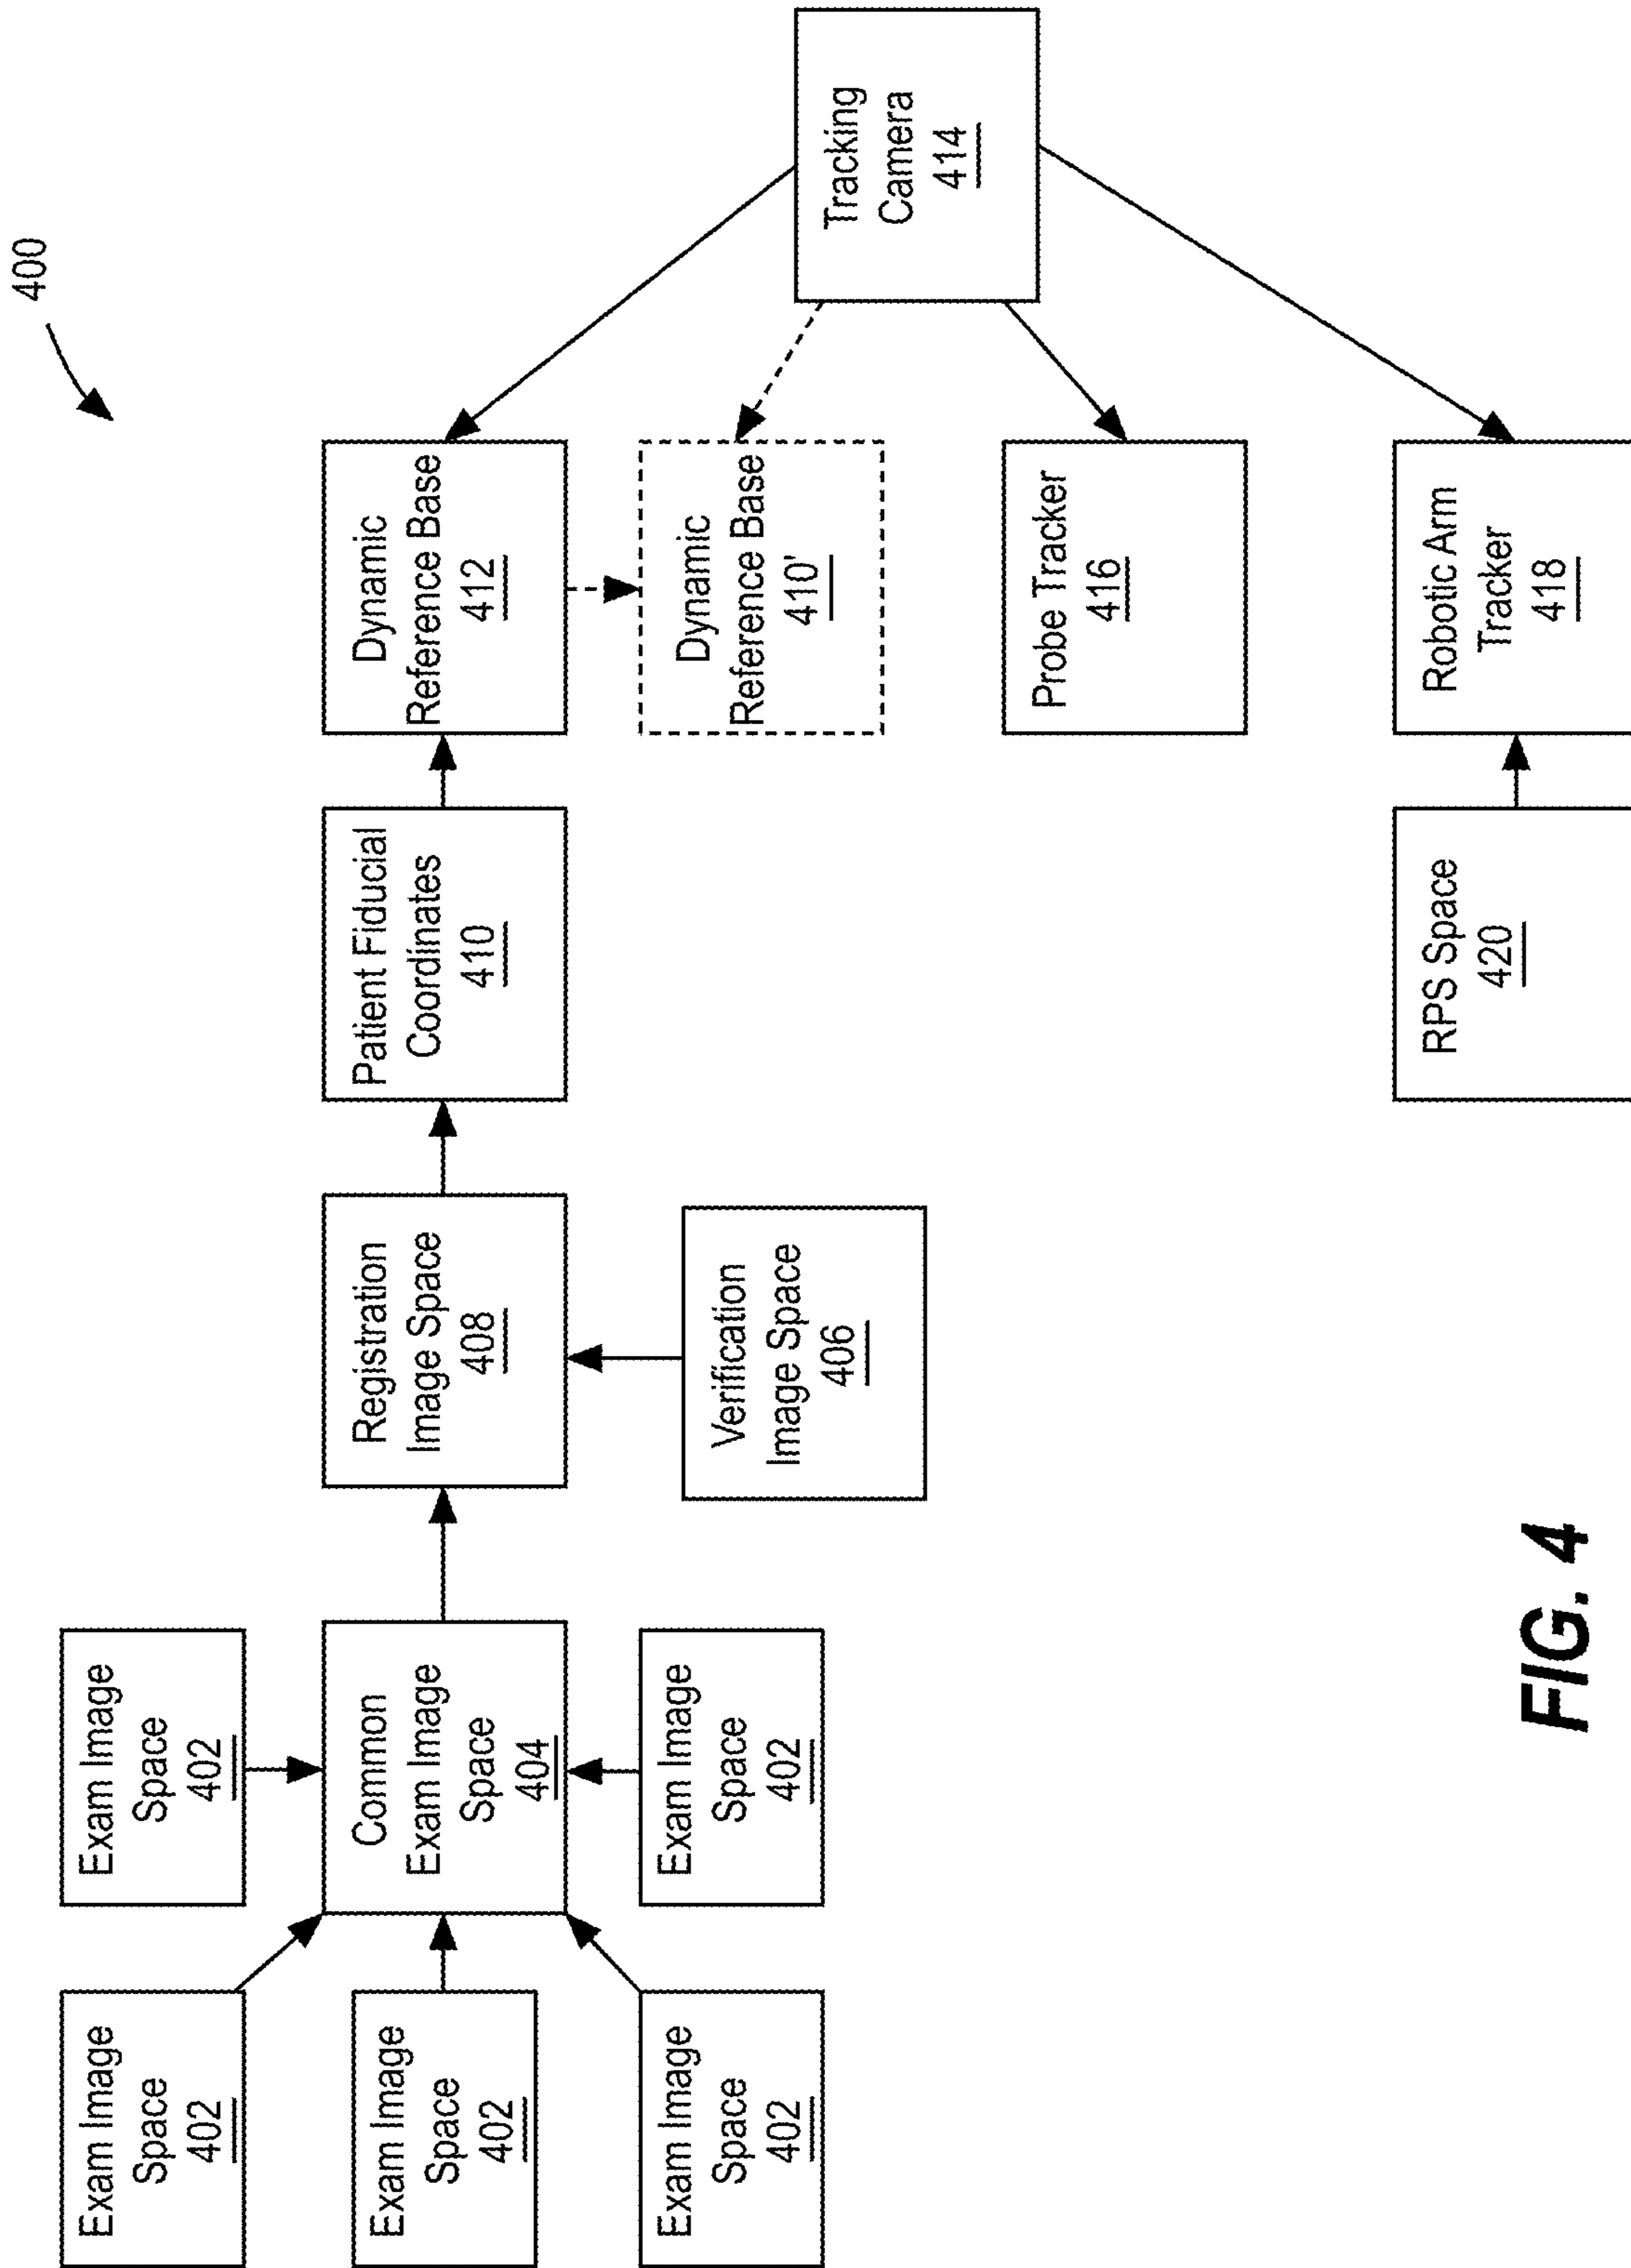 400
Exam Image
Space
402
Exam Image
Space
402
Exam Image
Space
402
Common
Exam Image
Space
404
Exam Image
Space
402
Exam Image
Space
402
Registration
Image Space
408
Verification
Image Space
406
Patient Fiducial
Coordinates
410
Dynamic
Reference Base
412
Dynamic
Reference Base
410'
Tracking
Camera
414
Probe Tracker
416
RPS Space
420
Robotic Arm
Tracker
418
FIG. 4